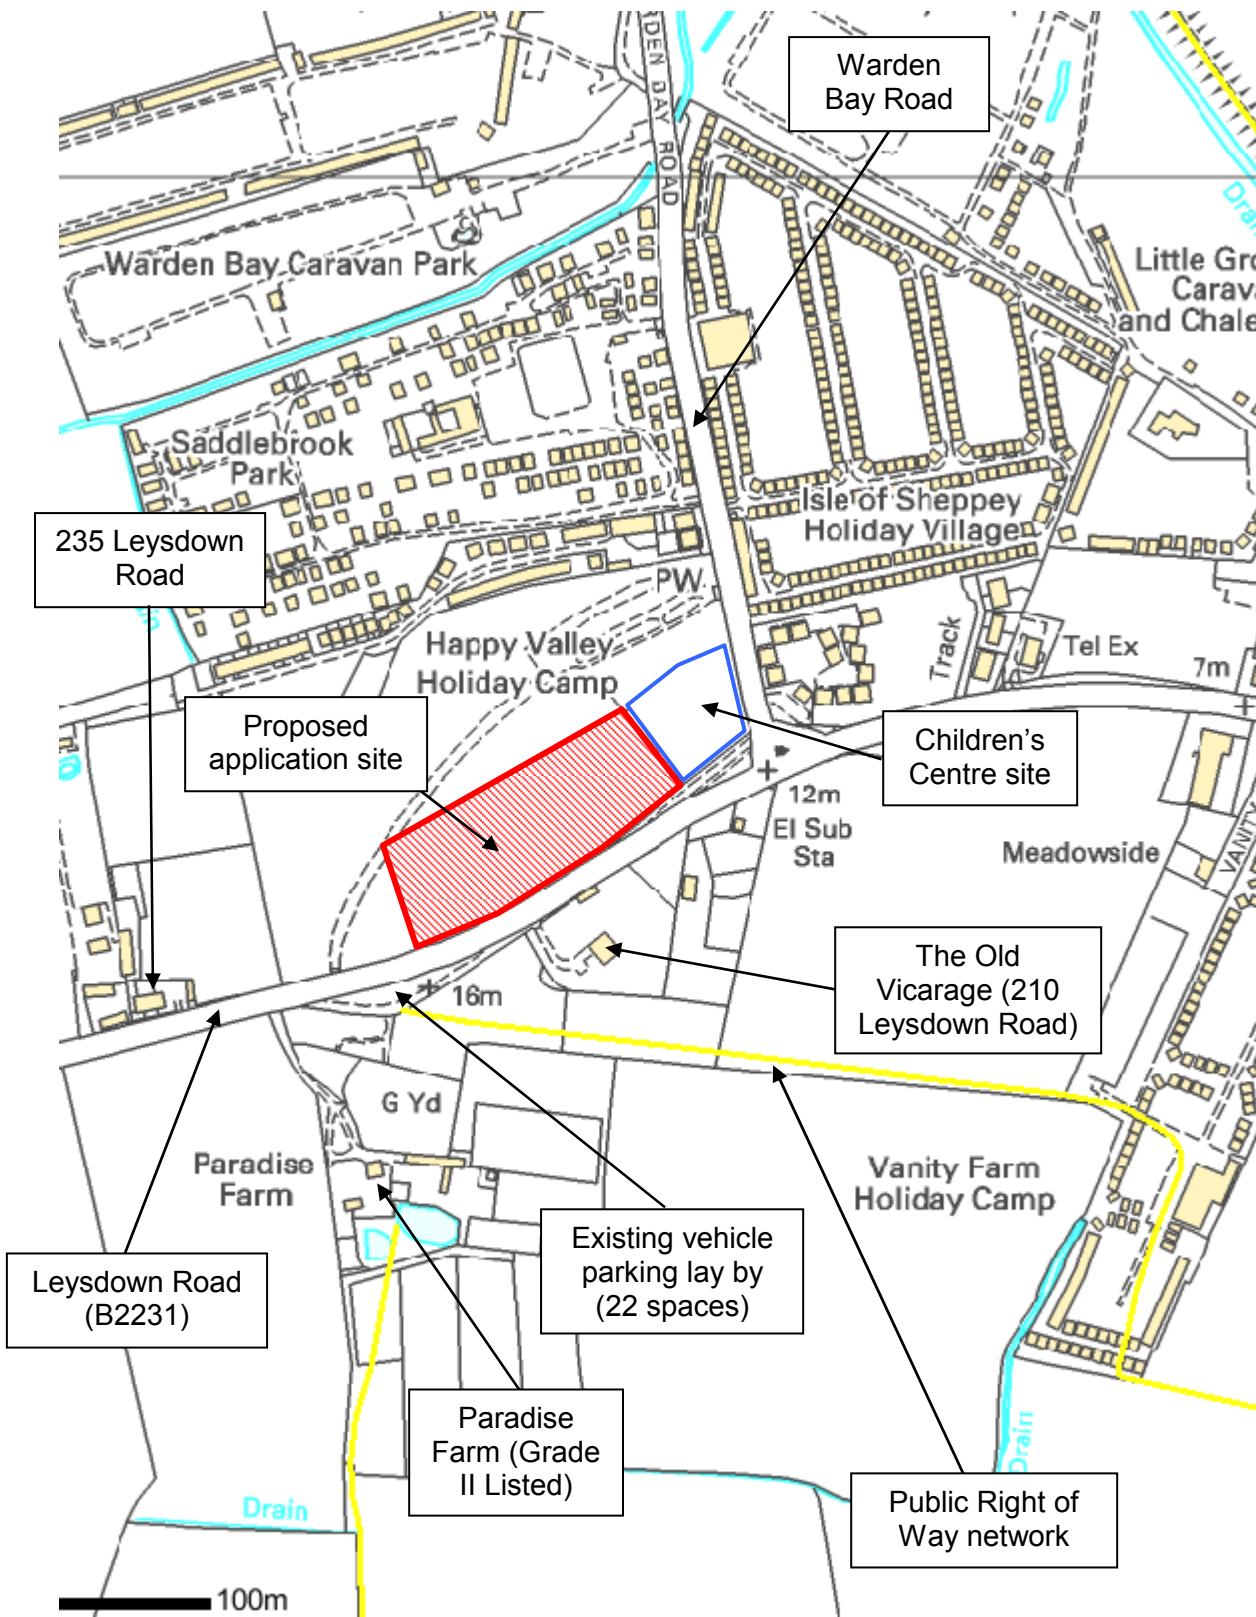 Warden
Bay Road
DEN BAY ROAD
Warden Bay Caravan Park
Drain
Little Gro
Carava
and Chale
Saddlebrook
Park
Isle of Sheppey
Holiday Village
235 Leysdown
Road
PW
Track
Tel Ex
7m
Happy Valley
Holiday Camp
Proposed
application site
Children's
Centre site
12m
El Sub
Sta
Meadowside
VANITY
The Old
Vicarage (210
Leysdown Road)
16m
G Yd
Paradise
Farm
Vanity Farm
Holiday Camp
Existing vehicle
parking lay by
(22 spaces)
Leysdown Road
(B2231)
Paradise
Farm (Grade
II Listed)
Drain
Public Right of
Way network
Drain
100m